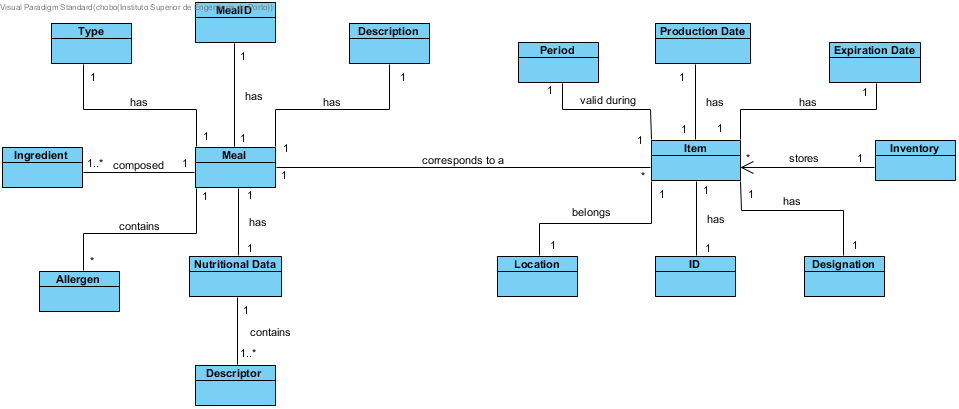 Visual Paradigm Standard(chobo(Instituto Superior de Engenharia do Porto))
MealID
Type
Description
Period
Production Date
Expiration Date
1
1
1
1
1
1
has
has
has
valid during
has
has
1
1
1
1
1
1
Ingredient
1..*
composed
1
Meal
1
corresponds to a
*
Item
*
stores
1
Inventory
1
1
contains
has
*
1
Allergen
Nutritional Data
1
contains
1..*
Descriptor
1
1
1
belongs
has
has
1
1
1
Location
ID
Designation